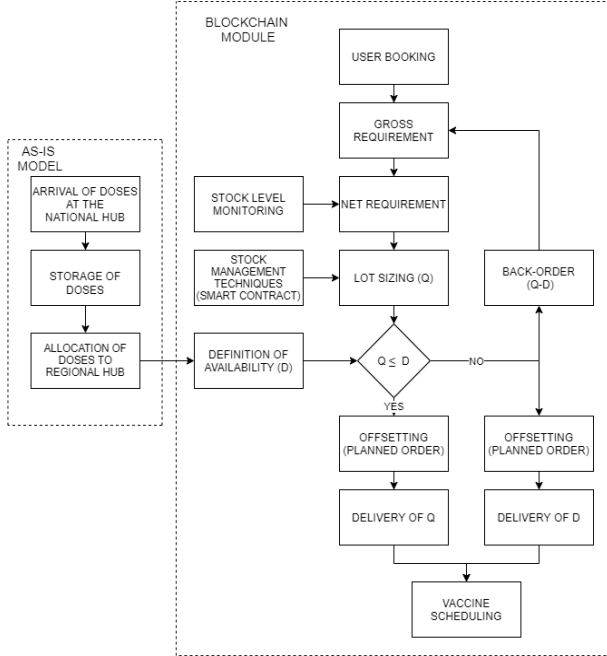 BLOCKCHAIN
MODULE
USER BOOKING
GROSS
REQUIREMENT
AS-IS
MODEL
ARRIVAL OF DOSES
AT THE
NATIONAL HUB
STOCK LEVEL
MONITORING
NET REQUIREMENT
STORAGE OF
DOSES
STOCK
MANAGEMENT
TECHNIQUES
(SMART CONTRACT)
LOT SIZING (Q)
BACK-ORDER
(Q-D)
ALLOCATION OF
DOSES TO
REGIONAL HUB
DEFINITION OF
AVAILABILITY (D)
Q ≤ D
NO
YES
OFFSETTING
(PLANNED ORDER)
OFFSETTING
(PLANNED ORDER)
DELIVERY OF Q
DELIVERY OF D
VACCINE
SCHEDULING